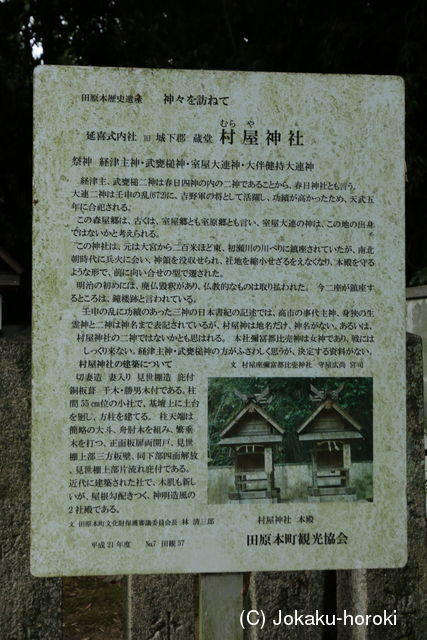 田原本歴史遺産　神々を訪ねて
むらや
延喜式内社　旧 城下郡 蔵堂　村屋神社
祭神　経津主神・武甕槌神・室屋大連神・大伴健持大連神
経津主、武甕槌二神は春日四神の内の二神であることから、春日神社とも言う。
大連二神は壬申の乱(672)に、吉野軍の将として活躍し、功績が高かったため、天武五
年に合祀される。
この森屋郷は、古くは、室屋郷とも室原郷とも言い、室屋大連の神は、この地の出身
ではないかと考えられる。
この神社は、元は大宮から二百米ほど東、初瀬川の川べりに鎮座されていたが、南北
朝時代に兵火に会い、神領を没収せられ、社地を縮小せざるをえなくなり、本殿を守る
ような形で、前に向い合せの型で遷された。
明治の初めには、廃仏毀釈があり、仏教的なものは取り払われた。　今二座が鎮座す
るところは、鐘楼跡と言われている。
壬申の乱に功績のあった三神の日本書紀の記述では、高市の事代主神、身狭の生
霊神と二神は神名まで表記されているが、村屋神は地名だけ、神名がない。あるいは、
村屋神社の二神ではないかとも思はれる。　本社彌冨都比売神は女神であり、戦には
しっくり来ない。経津主神・武甕槌神の方がふさわしく思うが、決定する資料がない。
文　村屋座彌冨都比売神社　守屋広尚 宮司
村屋神社の建築について
切妻造　妻入り　見世棚造　庇付
銅板葺　千木・勝男木付である。柱
間55cm位の小社で、基壇上に土台
を廻し、方柱を建てる。　柱天端は
簡略の大斗、舟肘木を組み、繁垂
木を打つ、正面板扉両開戸、見世
棚上部三方板壁、同下部四面解放
、見世棚上部片流れ庇付である。
近代に建築された社で、木肌も新し
いが、屋根勾配きつく、神明造風の
2社殿である。
文　田原本町文化財保護審議委員会長　林 清三郎
平成21年度　No.7　田観37
村屋神社　本殿
田原本町観光協会
(C) Jokaku-horoki